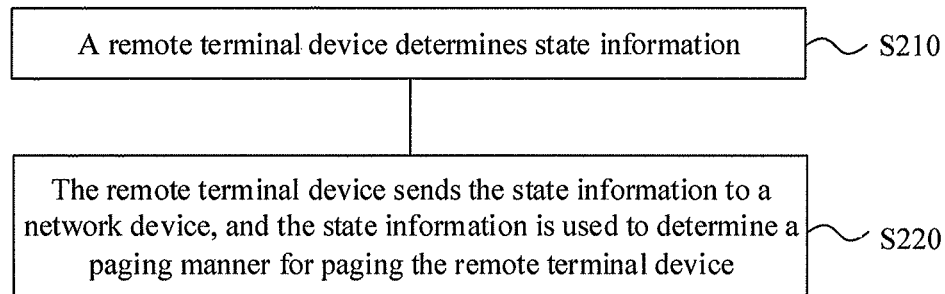 A remote terminal device determines state information
S210
The remote terminal device sends the state information to a
network device, and the state information is used to determine a
paging manner for paging the remote terminal device
S220